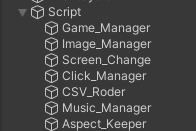 Script
Game_Manager
Image_Manager
Screen_Change
Click_Manager
CSV_Roder
Music_Manager
Aspect_Keeper